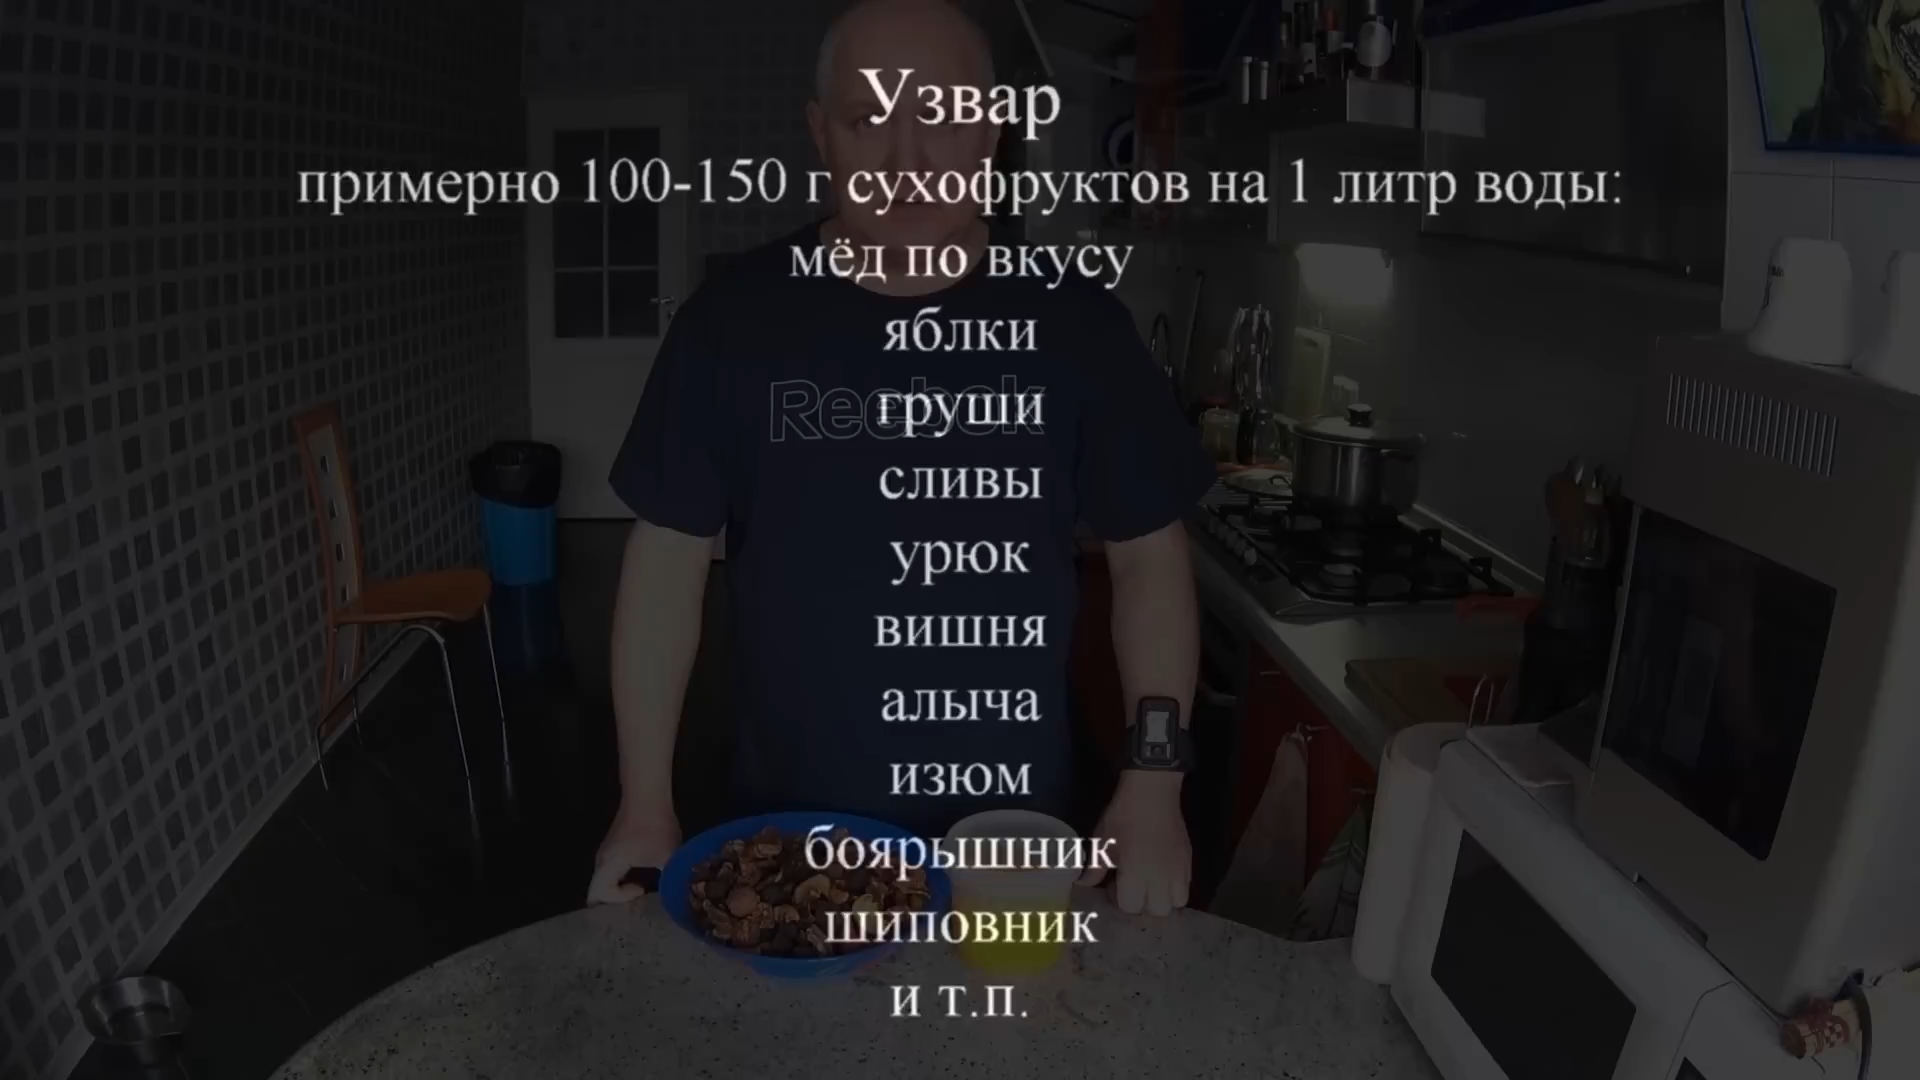 Узвар
примерно 100-150 г сухофруктов на 1 литр воды:
мёд по вкусу
яблки
Reebok
груши
сливы
урюк
вишня
алыча
изюм
боярышник
шиповник
и т.п.